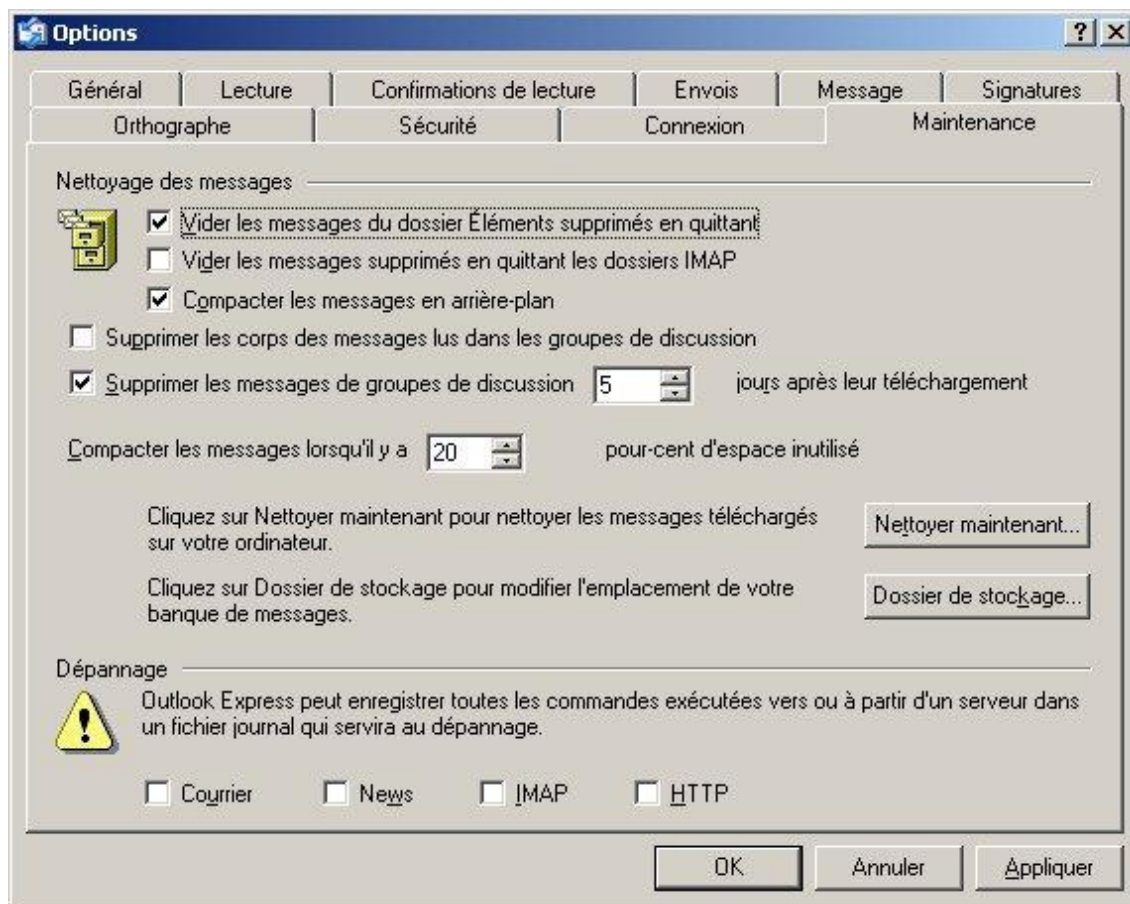 Options
Général
Lecture
Confirmations de lecture
Envois
Message
Signatures
Orthographe
Sécurité
Connexion
Maintenance
Nettoyage des messages
Vider les messages du dossier Éléments supprimés en quittant
Vider les messages supprimés en quittant les dossiers IMAP
Compacter les messages en arrière-plan
Supprimer les corps des messages lus dans les groupes de discussion
Supprimer les messages de groupes de discussion 5 jours après leur téléchargement
Compacter les messages lorsqu'il y a 20 pour-cent d'espace inutilisé
Cliquez sur Nettoyer maintenant pour nettoyer les messages téléchargés
sur votre ordinateur.
Nettoyer maintenant...
Cliquez sur Dossier de stockage pour modifier l'emplacement de votre
banque de messages.
Dossier de stockage...
Dépannage
Outlook Express peut enregistrer toutes les commandes exécutées vers ou à partir d'un serveur dans
un fichier journal qui servira au dépannage.
Courrier
News
IMAP
HTTP
OK
Annuler
Appliquer